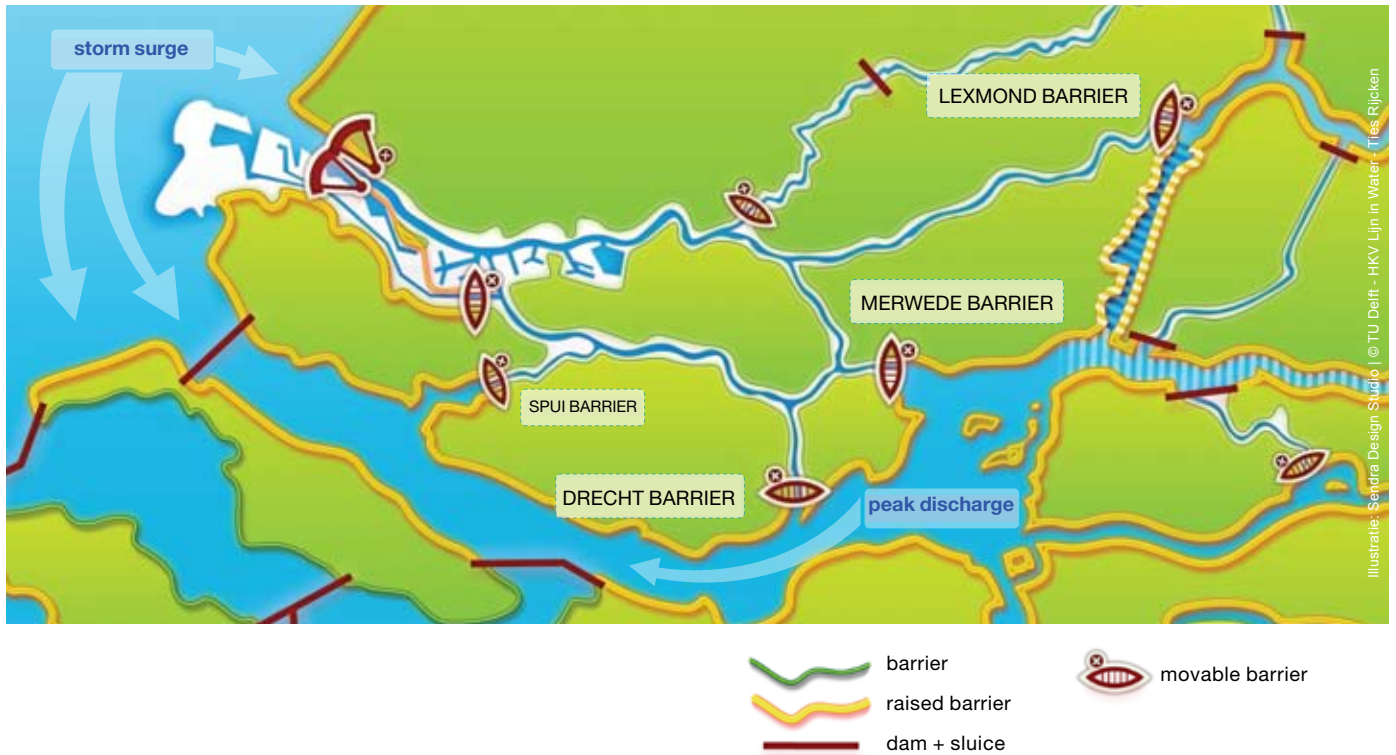 storm surge
LEXMOND BARRIER
MERWEDE BARRIER
SPUI BARRIER
DRECHT BARRIER
peak discharge
Illustratie: Sendra Design Studio | © TU Delft - HKV Lijn in Water - Ties Rijcken
barrier
raised barrier
dam + sluice
movable barrier